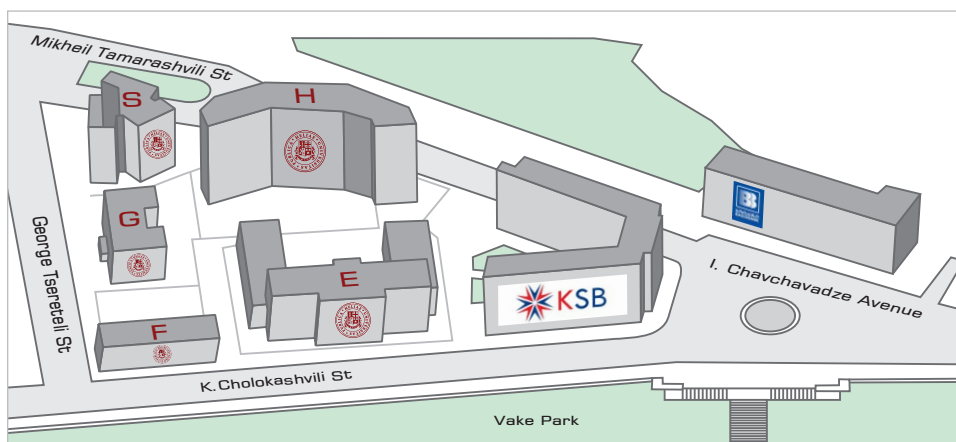 Mikheil Tamarashvili St
S
H
G
George Tsereteli St
E
KSB
I. Chavchavadze Avenue
F
K.Cholokashvili St
Vake Park